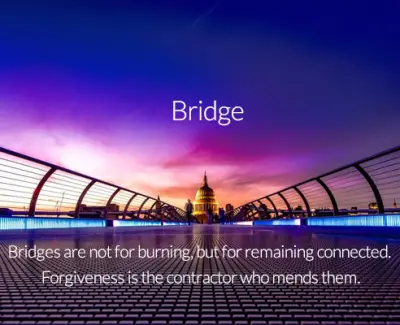 Bridge
Bridges are not for burning, but for remaining connected.
Forgiveness is the contractor who mends them.